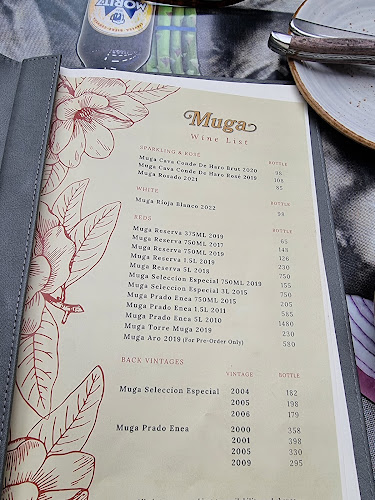 MORITZ
Muga
Wine List
SPARKLING & ROSÉ BOTTLE
Muga Cava Conde De Haro Brut 2020 98
Muga Cava Conde De Haro Rosé 2019 108
Muga Rosado 2021 85
WHITE BOTTLE
Muga Rioja Blanco 2022 98
REDS BOTTLE
Muga Reserva 375ML 2019 65
Muga Reserva 750ML 2017 145
Muga Reserva 750ML 2019 126
Muga Reserva 1.5L 2019 230
Muga Reserva 5L 2018 750
Muga Seleccion Especial 750ML 2019 155
Muga Seleccion Especial 3L 2015 750
Muga Prado Enea 750ML 2015 205
Muga Prado Enea 1.5L 2011 585
Muga Prado Enea 5L 2010 1480
Muga Torre Muga 2019 230
Muga Aro 2019 (For Pre-Order Only) 580
BACK VINTAGES
VINTAGE BOTTLE
Muga Seleccion Especial 2004 182
2005 198
2006 179
Muga Prado Enea 2000 358
2001 398
2005 330
2009 295